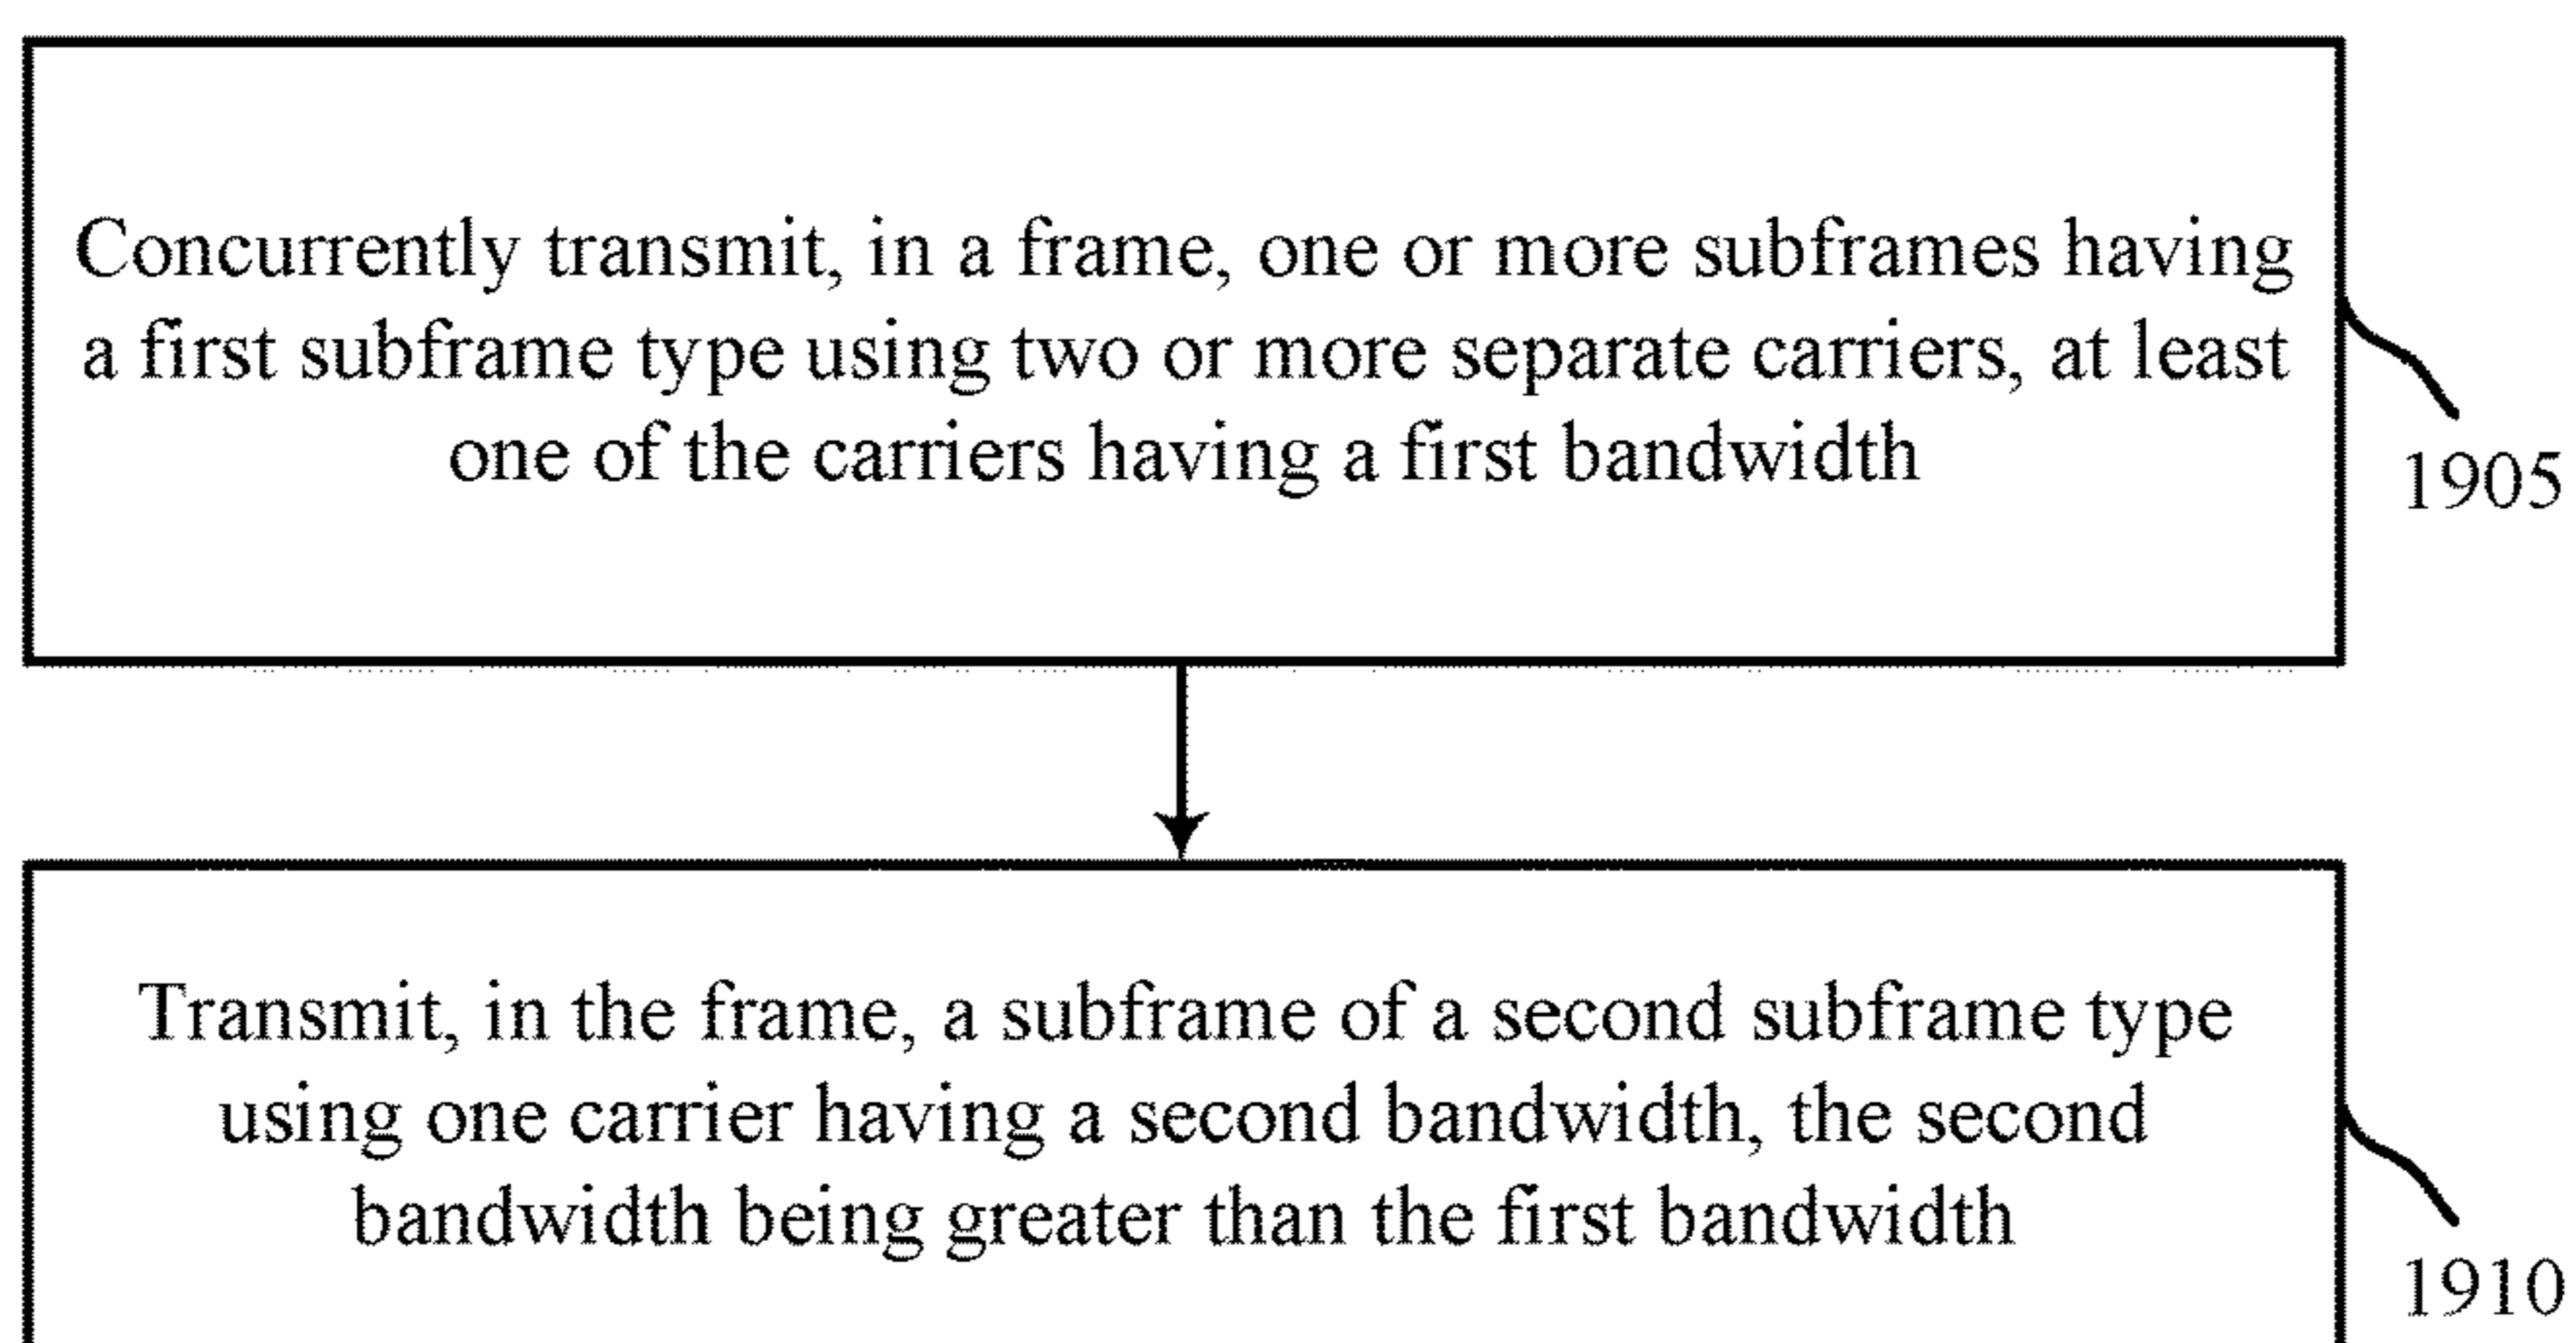 Concurrently transmit, in a frame, one or more subframes having
a first subframe type using two or more separate carriers, at least
one of the carriers having a first bandwidth
1905
Transmit, in the frame, a subframe of a second subframe type
using one carrier having a second bandwidth, the second
bandwidth being greater than the first bandwidth
1910